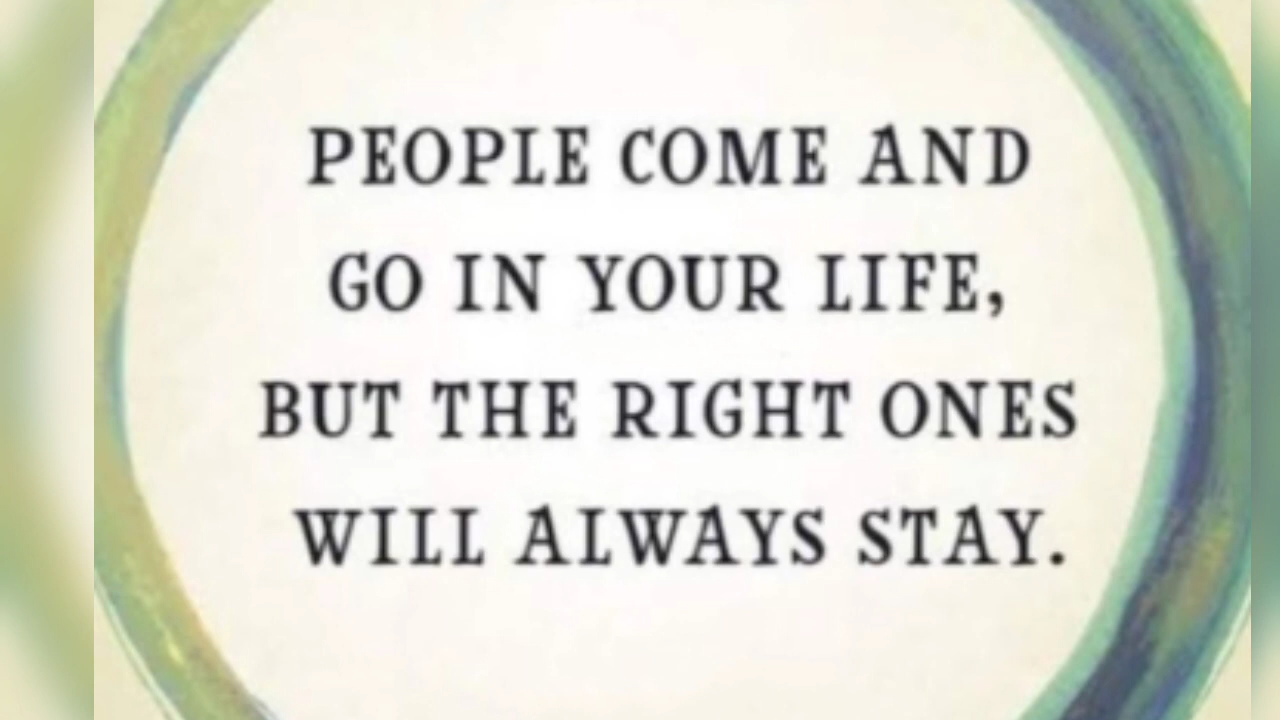 PEOPLE COME AND
GO IN YOUR LIFE,
BUT THE RIGHT ONES
WILL ALWAYS STAY.